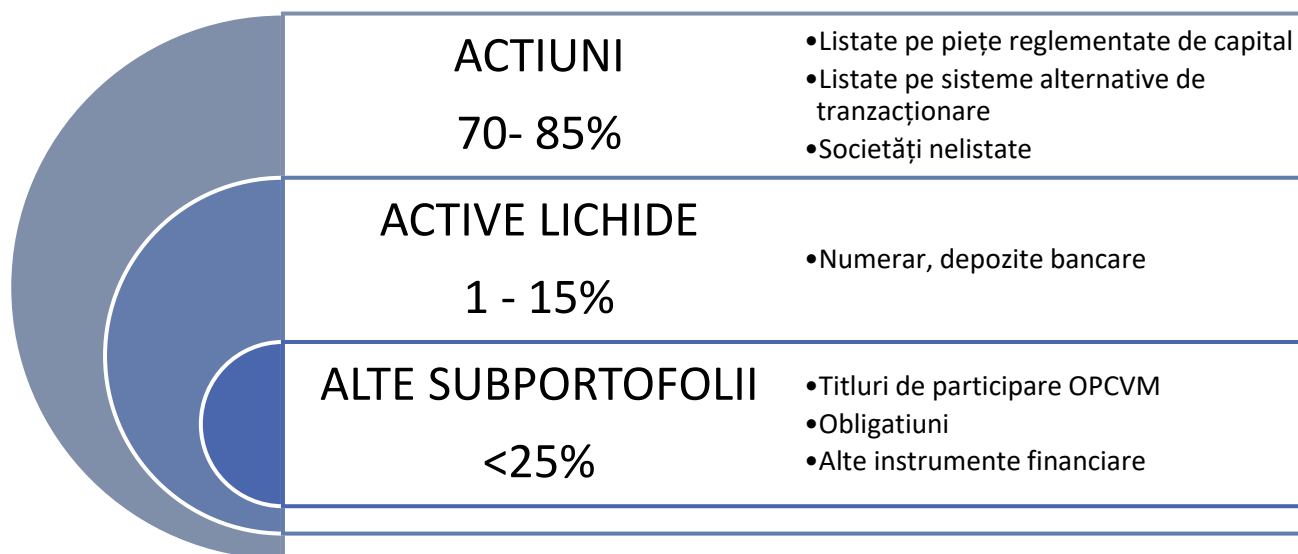 ACTIUNI
70- 85%
•Listate pe piețe reglementate de capital
•Listate pe sisteme alternative de
tranzacționare
•Societăți nelistate
ACTIVE LICHIDE
1 - 15%
•Numerar, depozite bancare
ALTE SUBPORTOFOLII
<25%
•Titluri de participare OPCVM
•Obligatiuni
•Alte instrumente financiare